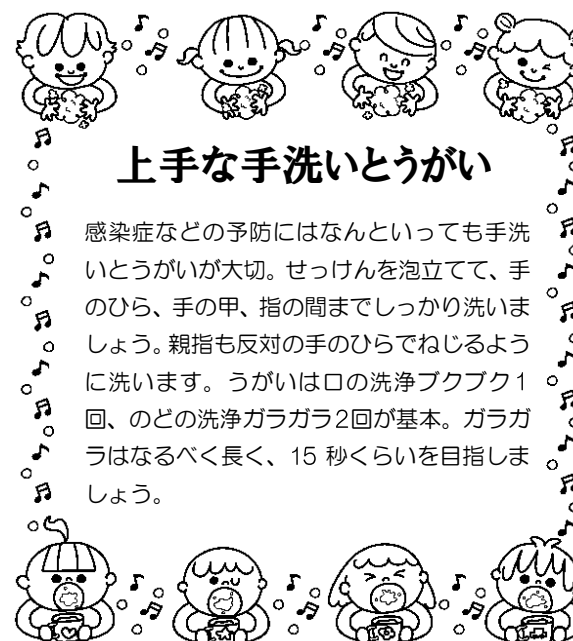 上手な手洗いとうがい
感染症などの予防にはなんといっても手洗
いとうがいが大切。せっけんを泡立てて、手
のひら、手の甲、指の間までしっかり洗いま
しょう。親指も反対の手のひらでねじるよう
に洗います。うがいは口の洗浄ブクブク1
回、のどの洗浄ガラガラ2回が基本。ガラガ
ラはなるべく長く、15 秒くらいを目指しま
しょう。